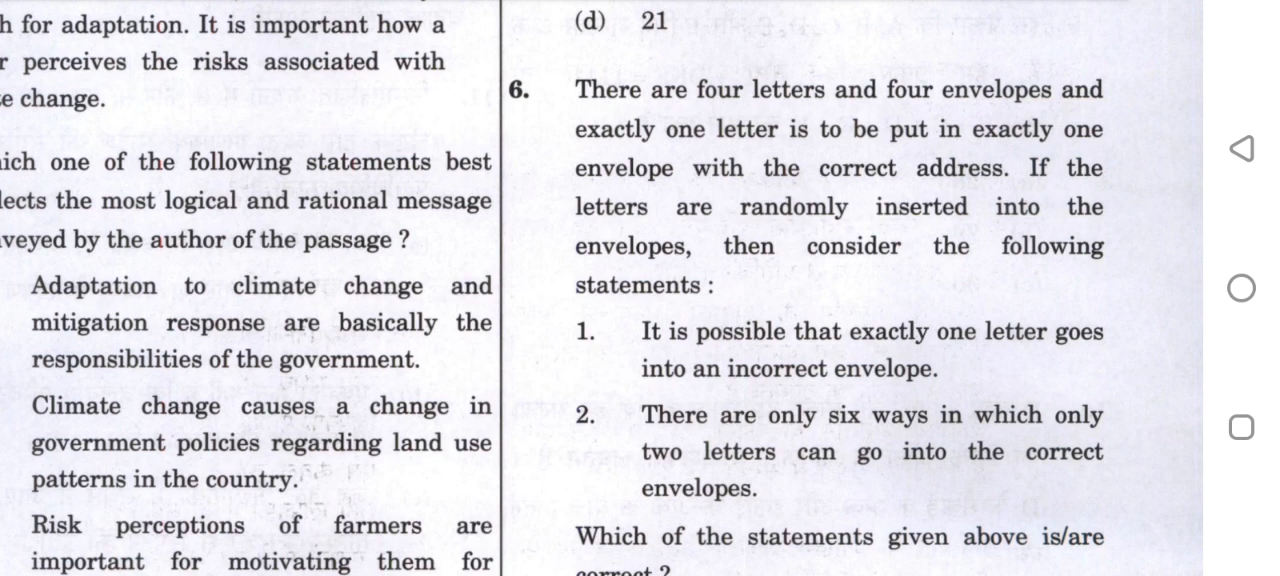 h for adaptation. It is important how a
r perceives the risks associated with
e change.
ich one of the following statements best
lects the most logical and rational message
veyed by the author of the passage ?
Adaptation to climate change and
mitigation response are basically the
responsibilities of the government.
Climate change causes a change in
government policies regarding land use
patterns in the country.
Risk perceptions of farmers are
important for motivating them for
(d) 21
6. There are four letters and four envelopes and
exactly one letter is to be put in exactly one
envelope with the correct address. If the
letters are randomly inserted into the
envelopes, then consider the following
statements :
1. It is possible that exactly one letter goes
into an incorrect envelope.
2. There are only six ways in which only
two letters can go into the correct
envelopes.
Which of the statements given above is/are
correct ?